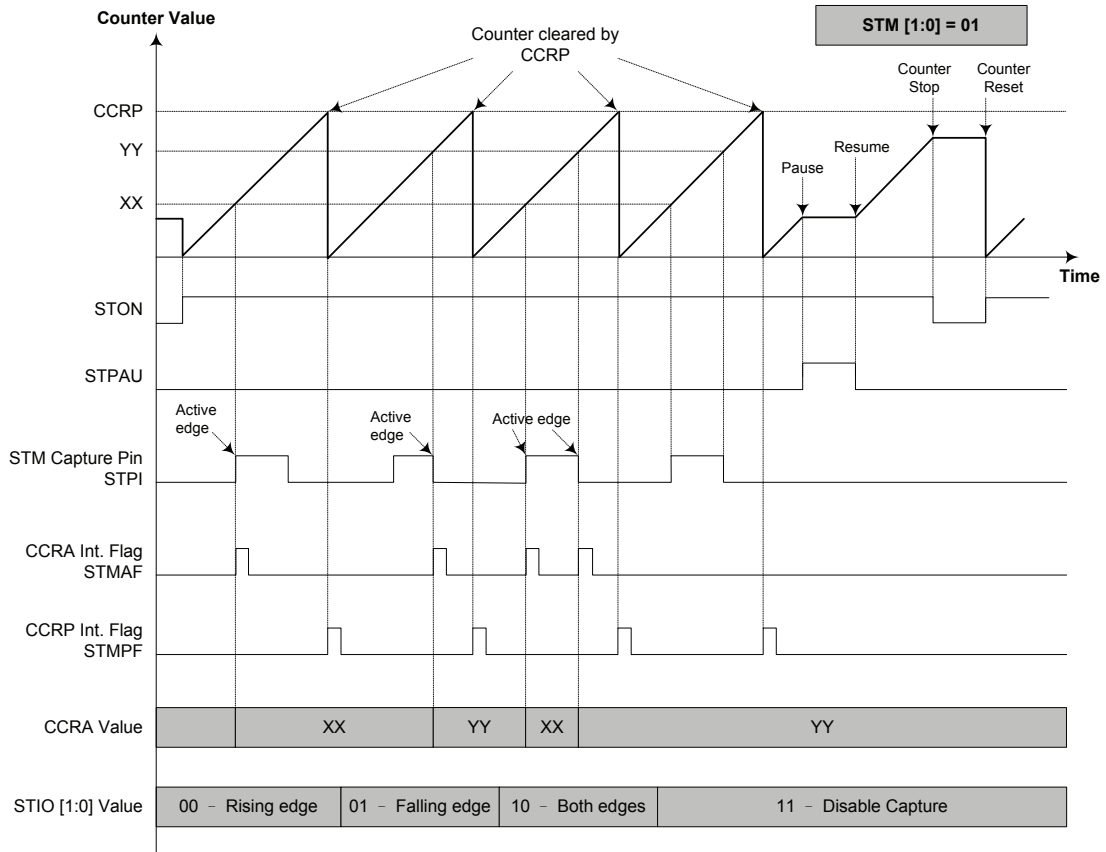 Counter Value
STM [1:0] = 01
Counter cleared by
CCRP
Counter
Stop
Counter
Reset
CCRP
YY
XX
Pause
Resume
Time
STON
STPAU
Active
edge
Active
edge
Active edge
STM Capture Pin
STPI
CCRA Int. Flag
STMAF
CCRP Int. Flag
STMPF
CCRA Value
XX
YY
XX
YY
STIO [1:0] Value
00 – Rising edge
01 – Falling edge
10 – Both edges
11 – Disable Capture